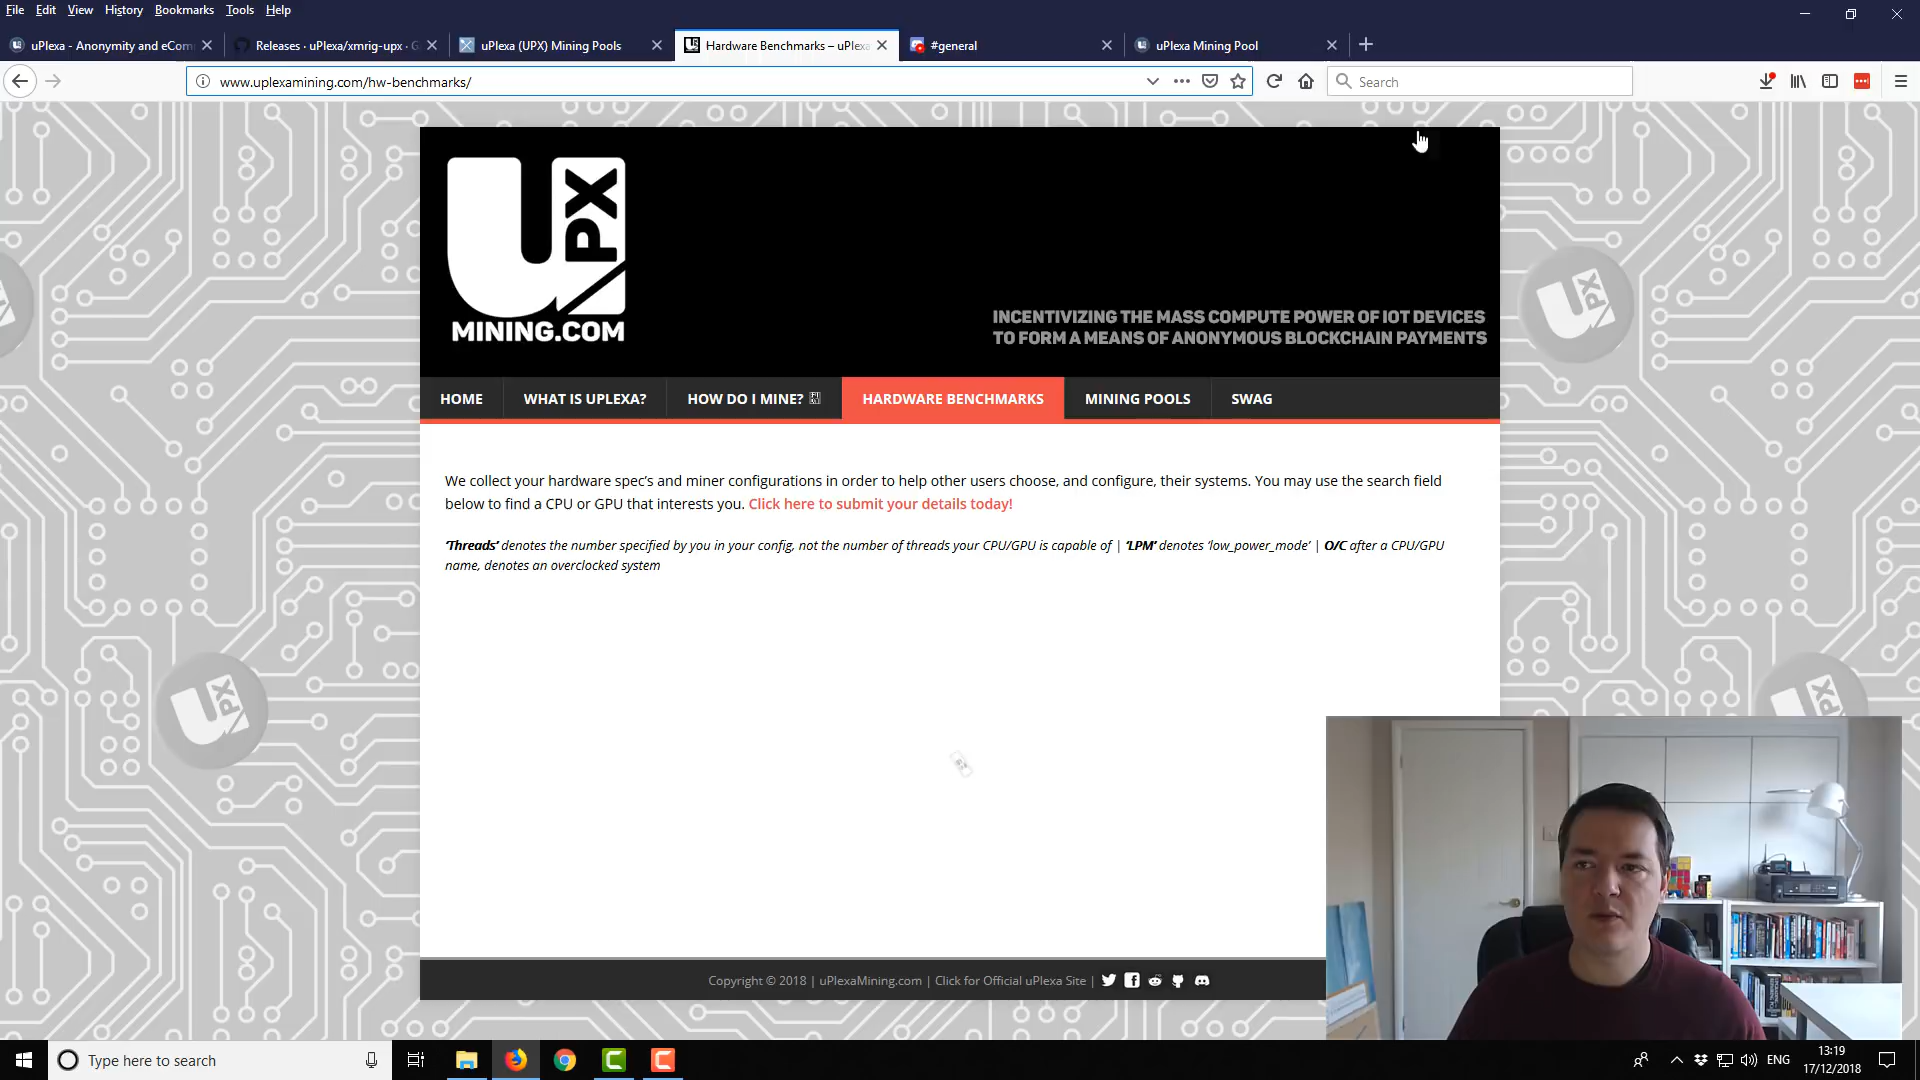 File Edit View History Bookmarks Tools Help
uPlexa - Anonymity and eCom
Releases · uPlexa/xmrig-upx · G
uPlexa (UPX) Mining Pools
Hardware Benchmarks – uPlexa
#general
uPlexa Mining Pool
www.uplexamining.com/hw-benchmarks/
Search
UPX
MINING.COM
INCENTIVIZING THE MASS COMPUTE POWER OF IOT DEVICES
TO FORM A MEANS OF ANONYMOUS BLOCKCHAIN PAYMENTS
HOME WHAT IS UPLEXA? HOW DO I MINE? HARDWARE BENCHMARKS MINING POOLS SWAG
We collect your hardware spec's and miner configurations in order to help other users choose, and configure, their systems. You may use the search field
below to find a CPU or GPU that interests you. Click here to submit your details today!
'Threads' denotes the number specified by you in your config, not the number of threads your CPU/GPU is capable of | 'LPM' denotes 'low_power_mode' | O/C after a CPU/GPU
name, denotes an overclocked system
Copyright © 2018 | uPlexaMining.com | Click for Official uPlexa Site |
Type here to search
ENG
13:19
17/12/2018